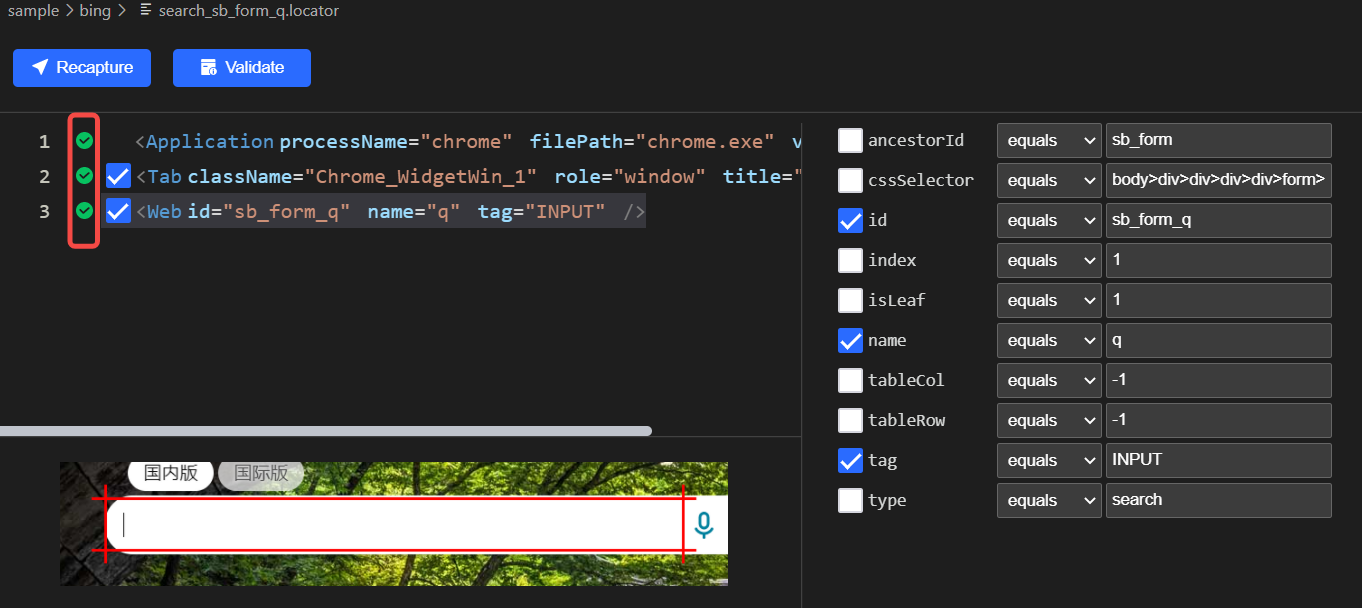 sample > bing > search_sb_form_q.locator
Recapture Validate
1 <Application processName="chrome" filePath="chrome.exe" v
2 <Tab className="Chrome_WidgetWin_1" role="window" title="
3 <Web id="sb_form_q" name="q" tag="INPUT" />
国内版 国际版
ancestorId equals sb_form
cssSelector equals body>div>div>div>div>form>
id equals sb_form_q
index equals 1
isLeaf equals 1
name equals q
tableCol equals -1
tableRow equals -1
tag equals INPUT
type equals search